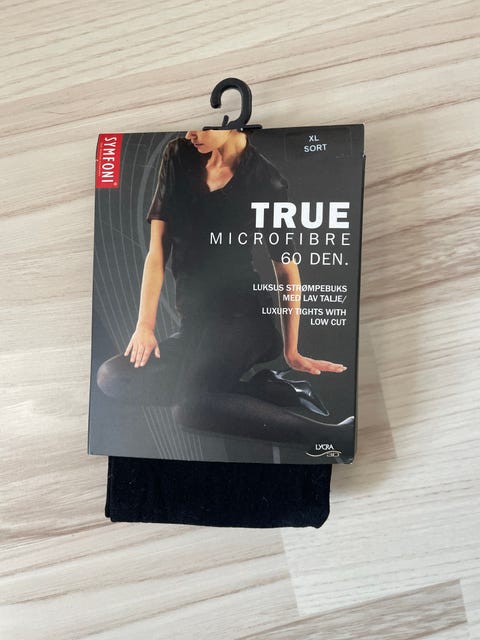 SYMFONI
XL
SORT
TRUE
MICROFIBRE
60 DEN.
LUKSUS STRØMPEBUKS
MED LAV TALJE/
LUXURY TIGHTS WITH
LOW CUT
LYCRA